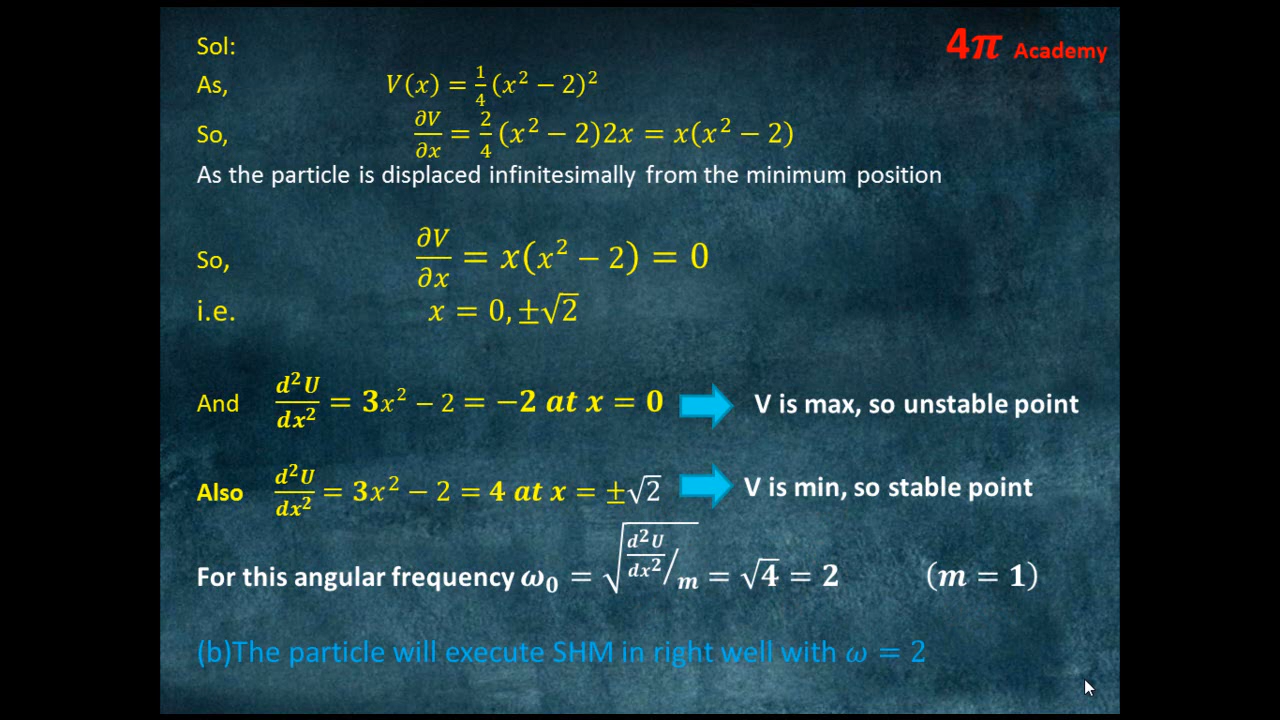 Sol:
4π Academy
As, V(x) = 1/4 (x² − 2)²
So, ∂V/∂x = 2/4 (x² − 2)2x = x(x² − 2)
As the particle is displaced infinitesimally from the minimum position
So, ∂V/∂x = x(x² − 2) = 0
i.e. x = 0, ±√2
And d²U/dx² = 3x² − 2 = −2 at x = 0 V is max, so unstable point
Also d²U/dx² = 3x² − 2 = 4 at x = ±√2 V is min, so stable point
For this angular frequency ω₀ = √(d²U/dx² / m) = √4 = 2 (m = 1)
(b)The particle will execute SHM in right well with ω = 2